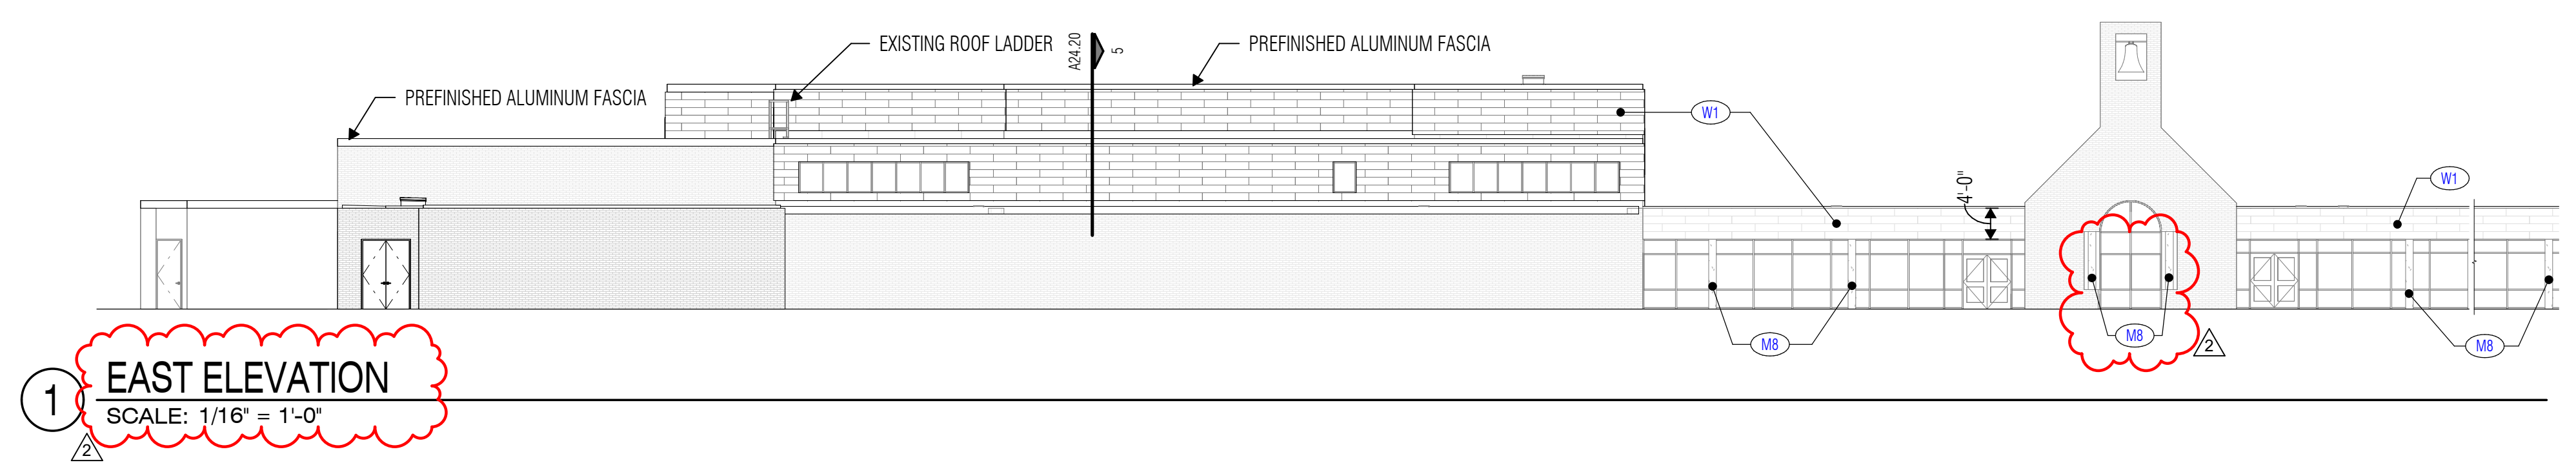 EXISTING ROOF LADDER
A24.20
5
PREFINISHED ALUMINUM FASCIA
PREFINISHED ALUMINUM FASCIA
W1
4'-0"
W1
M8
M8
2
M8
1
EAST ELEVATION
SCALE: 1/16" = 1'-0"
2